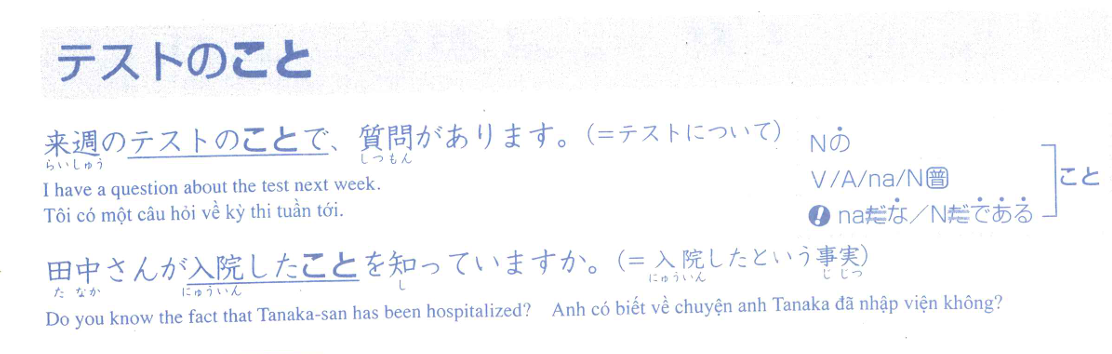 テストのこと
来週のテストのことで、質問があります。(=テストについて)
らいしゅう しつもん
I have a question about the test next week.
Tôi có một câu hỏi về kỳ thi tuần tới.
田中さんが入院したことを知っていますか。(= 入院したという事実)
た なか にゅういん し にゅういん じ じつ
Do you know the fact that Tanaka-san has been hospitalized? Anh có biết về chuyện anh Tanaka đã nhập viện không?
Nの
V/A/na/N普
! naだな/Nだである
こと